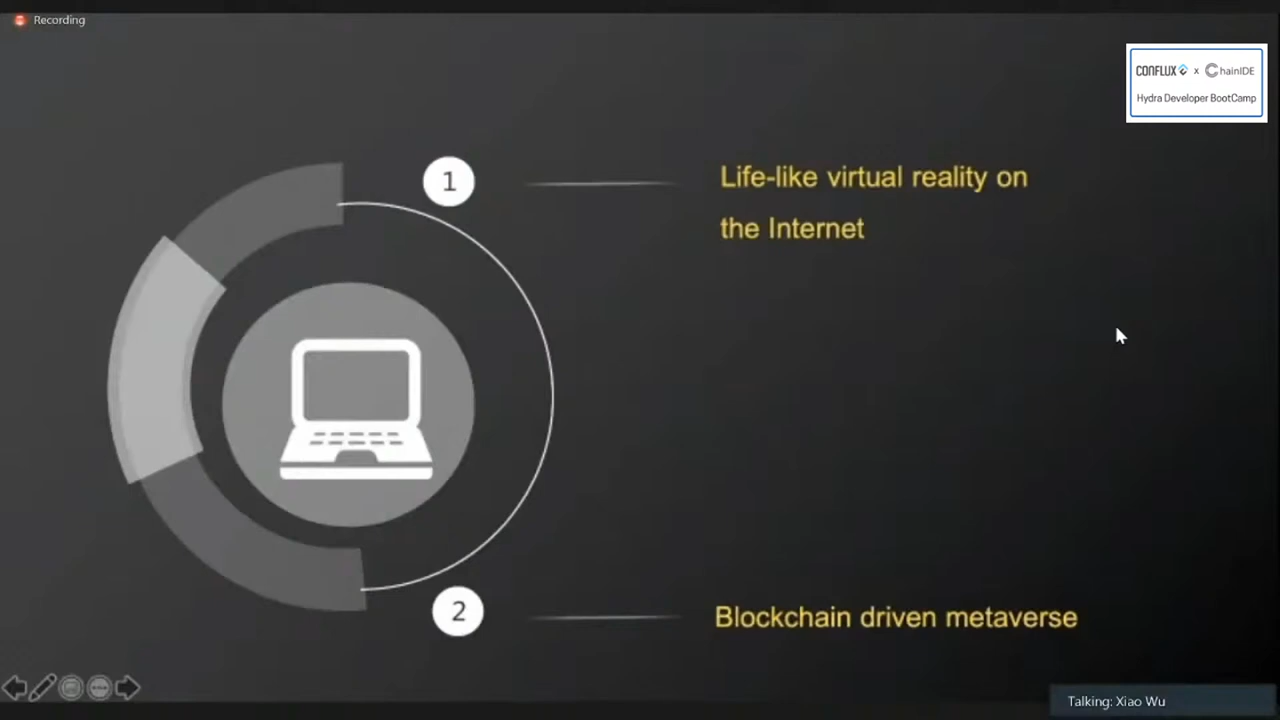 Recording
CONFLUX x ChainIDE
Hydra Developer BootCamp
1
Life-like virtual reality on
the Internet
2
Blockchain driven metaverse
Talking: Xiao Wu